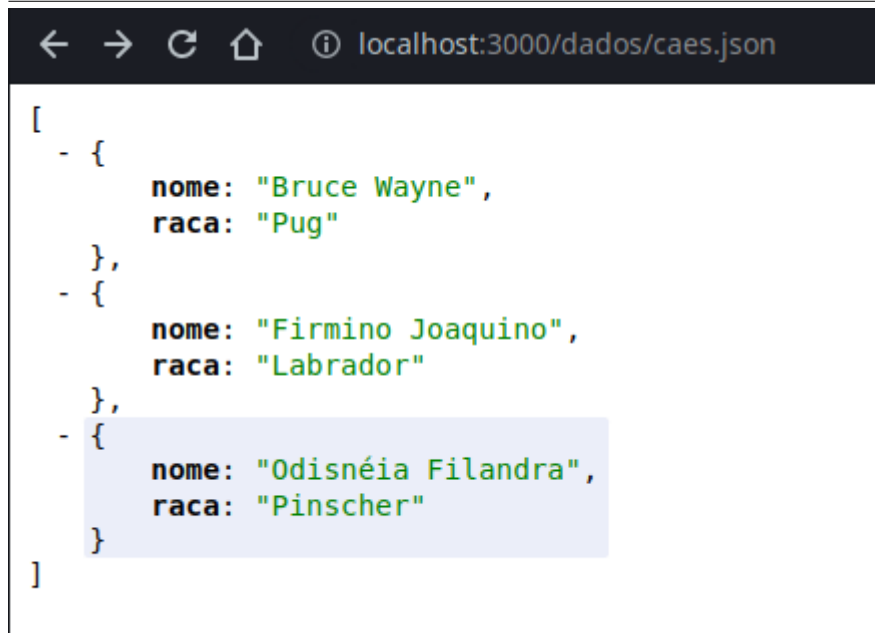 localhost:3000/dados/caes.json
[
- {
nome: "Bruce Wayne",
raca: "Pug"
},
- {
nome: "Firmino Joaquino",
raca: "Labrador"
},
- {
nome: "Odisnéia Filandra",
raca: "Pinscher"
}
]